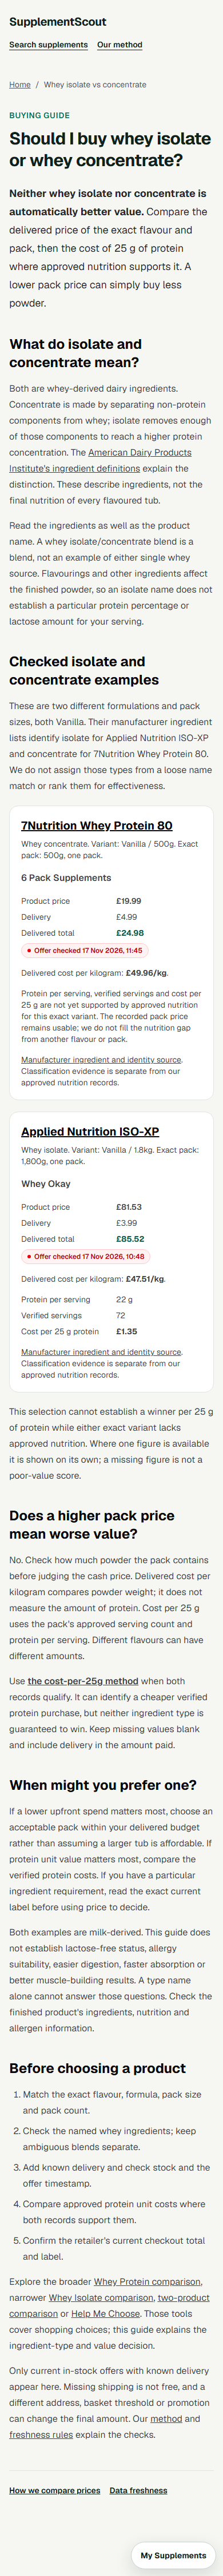 SupplementScout
Search supplements Our method
Home / Whey isolate vs concentrate
BUYING GUIDE
Should I buy whey isolate
or whey concentrate?
Neither whey isolate nor concentrate is
automatically better value. Compare the
delivered price of the exact flavour and
pack, then the cost of 25 g of protein
where approved nutrition supports it. A
lower pack price can simply buy less
powder.
What do isolate and
concentrate mean?
Both are whey-derived dairy ingredients.
Concentrate is made by separating non-protein
components from whey; isolate removes enough
of those components to reach a higher protein
concentration. The American Dairy Products
Institute's ingredient definitions explain the
distinction. These describe ingredients, not the
final nutrition of every flavoured tub.
Read the ingredients as well as the product
name. A whey isolate/concentrate blend is a
blend, not an example of either single whey
source. Flavourings and other ingredients affect
the finished powder, so an isolate name does not
establish a particular protein percentage or
lactose amount for your serving.
Checked isolate and
concentrate examples
These are two different formulations and pack
sizes, both Vanilla. Their manufacturer ingredient
lists identify isolate for Applied Nutrition ISO-XP
and concentrate for 7Nutrition Whey Protein 80.
We do not assign those types from a loose name
match or rank them for effectiveness.
7Nutrition Whey Protein 80
Whey concentrate. Variant: Vanilla / 500g. Exact
pack: 500g, one pack.
6 Pack Supplements
Product price £19.99
Delivery £4.99
Delivered total £24.98
Offer checked 17 Nov 2026, 11:45
Delivered cost per kilogram: £49.96/kg.
Protein per serving, verified servings and cost per
25 g are not yet supported by approved nutrition
for this exact variant. The recorded pack price
remains usable; we do not fill the nutrition gap
from another flavour or pack.
Manufacturer ingredient and identity source.
Classification evidence is separate from our
approved nutrition records.
Applied Nutrition ISO-XP
Whey isolate. Variant: Vanilla / 1.8kg. Exact pack:
1,800g, one pack.
Whey Okay
Product price £81.53
Delivery £3.99
Delivered total £85.52
Offer checked 17 Nov 2026, 10:48
Delivered cost per kilogram: £47.51/kg.
Protein per serving 22 g
Verified servings 72
Cost per 25 g protein £1.35
Manufacturer ingredient and identity source.
Classification evidence is separate from our
approved nutrition records.
This selection cannot establish a winner per 25 g
of protein while either exact variant lacks
approved nutrition. Where one figure is available
it is shown on its own; a missing figure is not a
poor-value score.
Does a higher pack price
mean worse value?
No. Check how much powder the pack contains
before judging the cash price. Delivered cost per
kilogram compares powder weight; it does not
measure the amount of protein. Cost per 25 g
uses the pack's approved serving count and
protein per serving. Different flavours can have
different amounts.
Use the cost-per-25g method when both
records qualify. It can identify a cheaper verified
protein purchase, but neither ingredient type is
guaranteed to win. Keep missing values blank
and include delivery in the amount paid.
When might you prefer one?
If a lower upfront spend matters most, choose an
acceptable pack within your delivered budget
rather than assuming a larger tub is affordable. If
protein unit value matters most, compare the
verified protein costs. If you have a particular
ingredient requirement, read the exact current
label before using price to decide.
Both examples are milk-derived. This guide does
not establish lactose-free status, allergy
suitability, easier digestion, faster absorption or
better muscle-building results. A type name
alone cannot answer those questions. Check the
finished product's ingredients, nutrition and
allergen information.
Before choosing a product
1. Match the exact flavour, formula, pack size
and pack count.
2. Check the named whey ingredients; keep
ambiguous blends separate.
3. Add known delivery and check stock and the
offer timestamp.
4. Compare approved protein unit costs where
both records support them.
5. Confirm the retailer's current checkout total
and label.
Explore the broader Whey Protein comparison,
narrower Whey Isolate comparison, two-product
comparison or Help Me Choose. Those tools
cover shopping choices; this guide explains the
ingredient-type and value decision.
Only current in-stock offers with known delivery
appear here. Missing shipping is not free, and a
different address, basket threshold or promotion
can change the final amount. Our method and
freshness rules explain the checks.
How we compare prices Data freshness
My Supplements